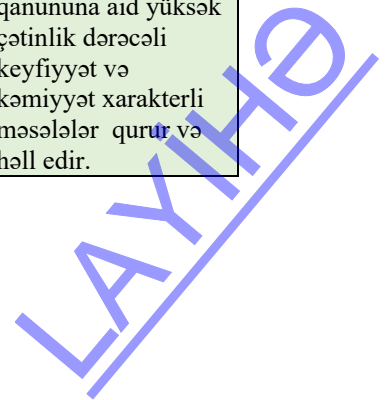 qanununa aid yüksək
çətinlik dərəcəli
keyfiyyət və
kəmiyyət xarakterli
məsələlər qurur və
həll edir.
LAYİHƏ